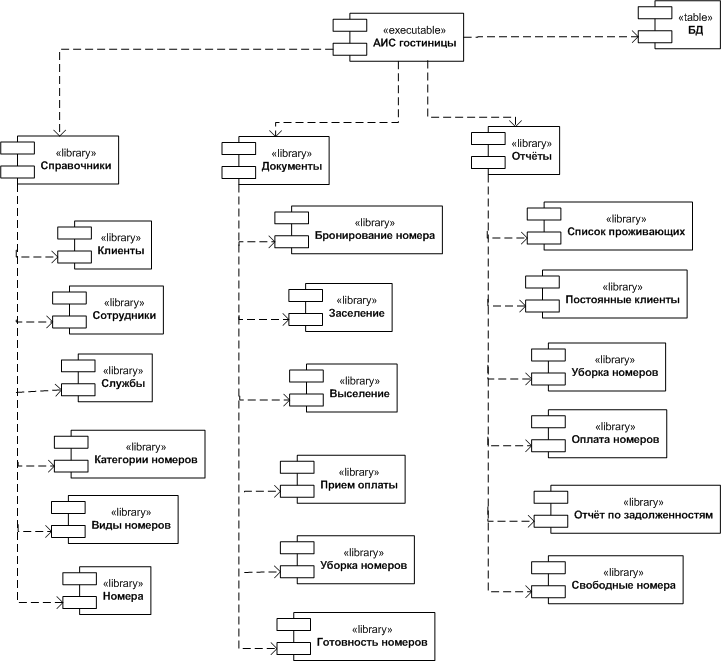 «executable»
АИС гостиницы
«table»
БД
«library»
Справочники
«library»
Клиенты
«library»
Сотрудники
«library»
Службы
«library»
Категории номеров
«library»
Виды номеров
«library»
Номера
«library»
Документы
«library»
Бронирование номера
«library»
Заселение
«library»
Выселение
«library»
Прием оплаты
«library»
Уборка номеров
«library»
Готовность номеров
«library»
Отчёты
«library»
Список проживающих
«library»
Постоянные клиенты
«library»
Уборка номеров
«library»
Оплата номеров
«library»
Отчёт по задолженностям
«library»
Свободные номера